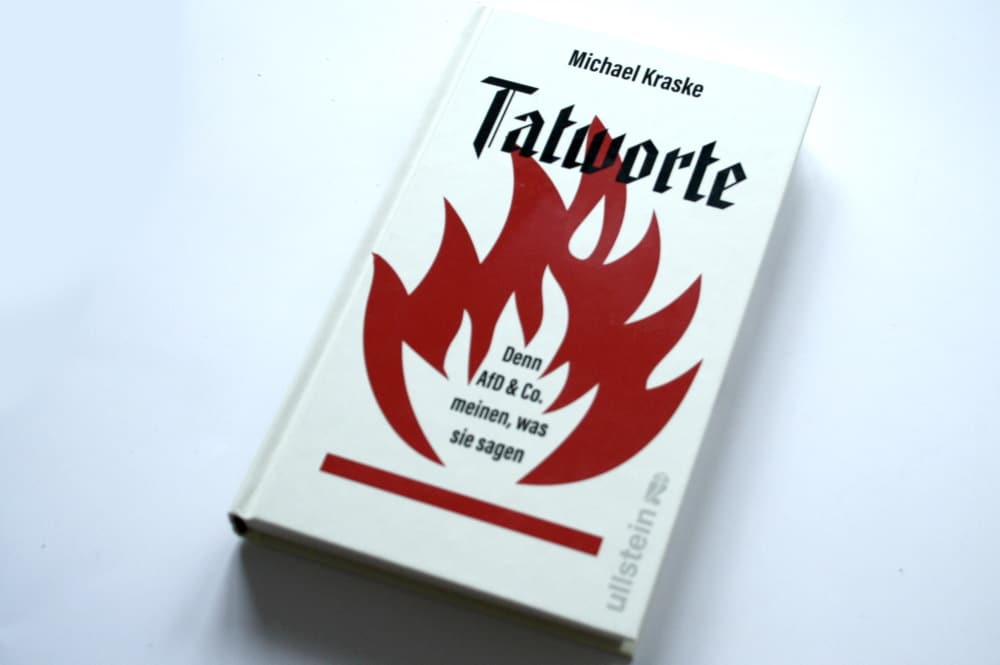 Michael Kraske
Tatworte
Denn
AfD & Co.
meinen, was
sie sagen
ullstein